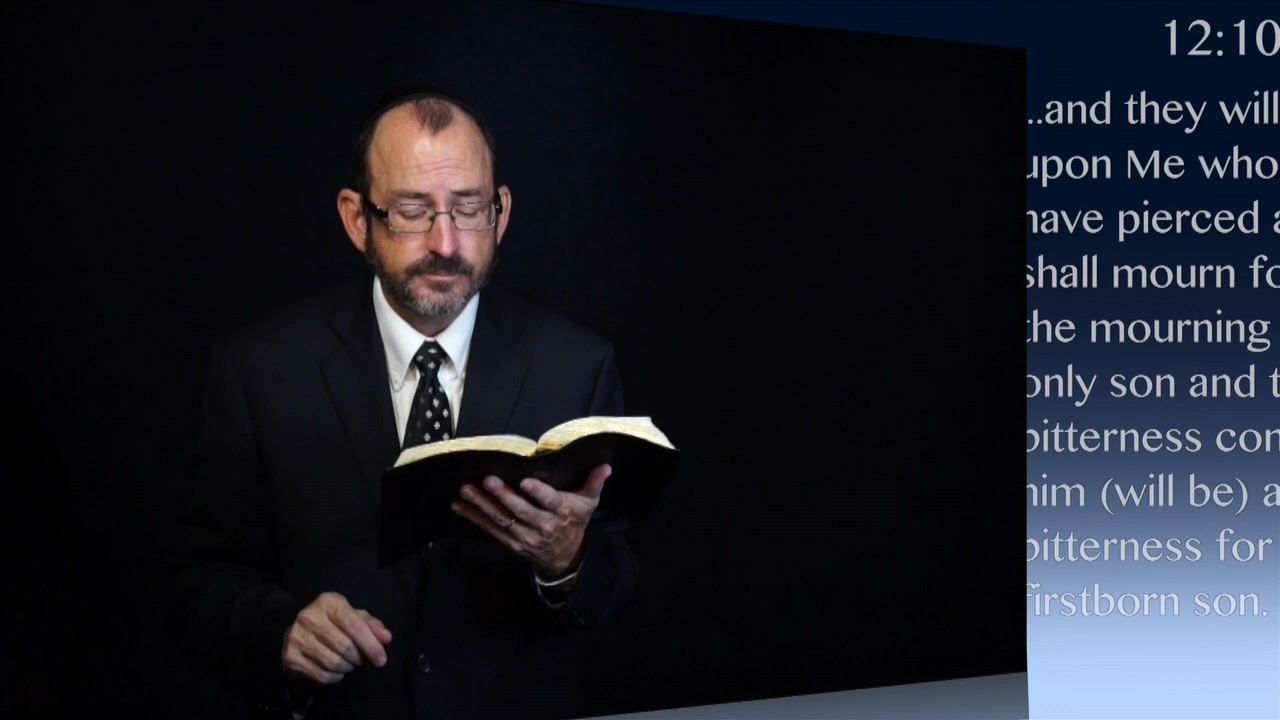 12:10
..and they will
upon Me who
have pierced
shall mourn
the mourning
only son and
bitterness
him (will be)
bitterness for
firstborn son.